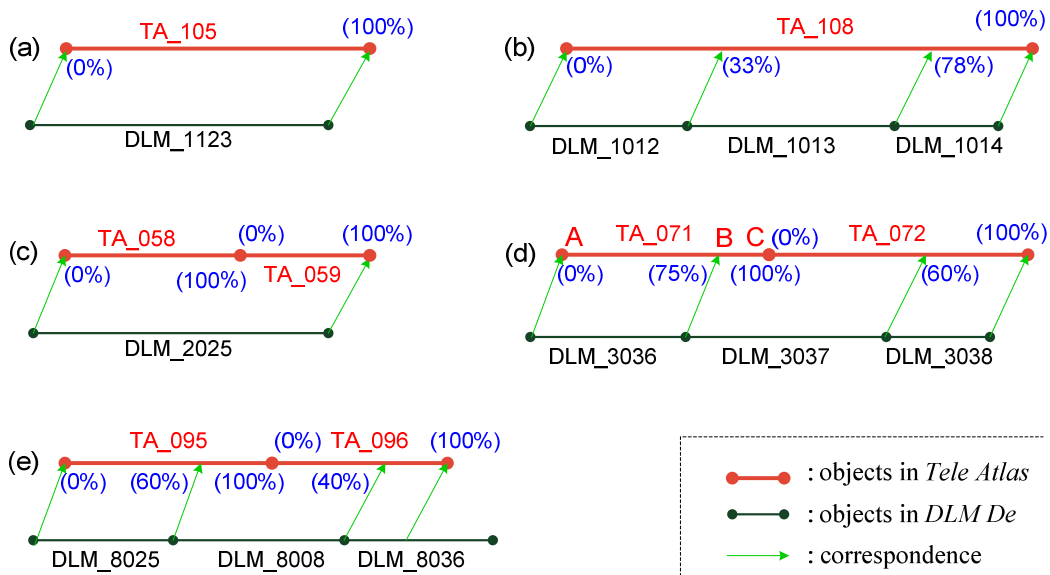 (a) TA_105 (100%)
(0%)
DLM_1123
(b) TA_108 (100%)
(0%) (33%) (78%)
DLM_1012 DLM_1013 DLM_1014
(c) TA_058 (0%) (100%)
(0%) (100%) TA_059
DLM_2025
(d) A TA_071 B C (0%) TA_072 (100%)
(0%) (75%) (100%) (60%)
DLM_3036 DLM_3037 DLM_3038
(e) TA_095 (0%) TA_096 (100%)
(0%) (60%) (100%) (40%)
DLM_8025 DLM_8008 DLM_8036
: objects in Tele Atlas
: objects in DLM De
: correspondence